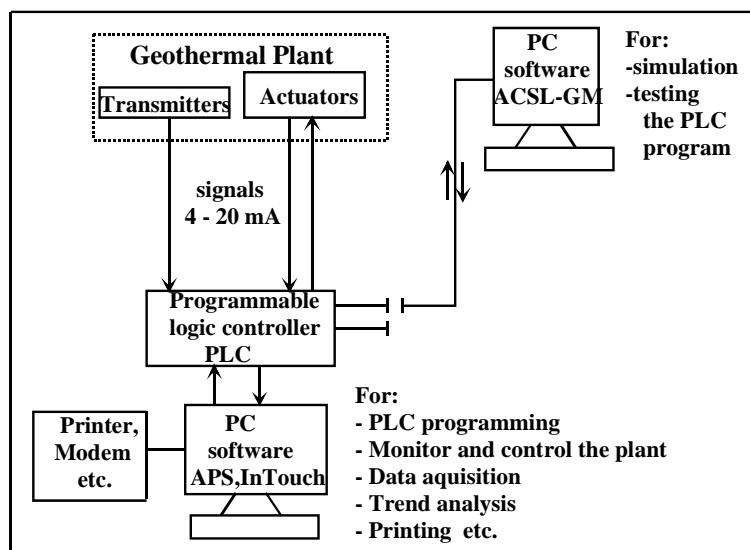 Geothermal Plant
Transmitters
Actuators
signals
4 - 20 mA
PC
software
ACSL-GM
For:
-simulation
-testing
the PLC
program
Programmable
logic controller
PLC
Printer,
Modem
etc.
PC
software
APS,InTouch
For:
- PLC programming
- Monitor and control the plant
- Data aquisition
- Trend analysis
- Printing etc.